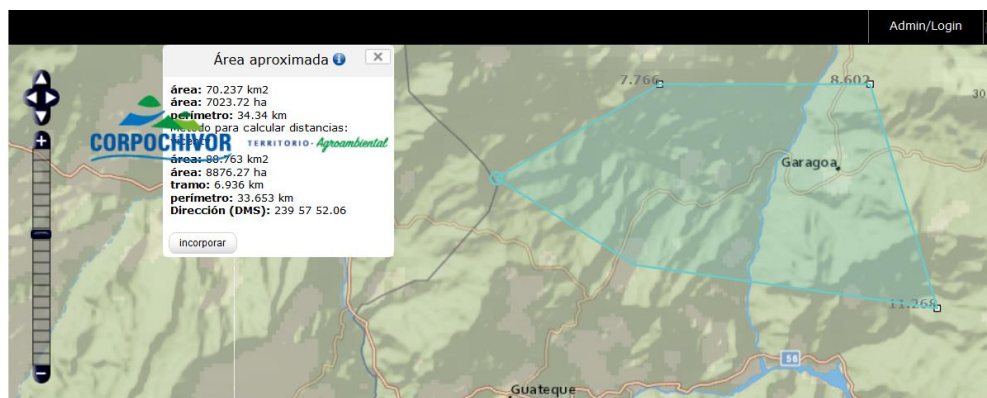 Admin/Login
Área aproximada
área: 70.237 km2
área: 7023.72 ha
perímetro: 34.34 km
Método para calcular distancias:
CORPOCHIVOR TERRITORIO-Agroambiental
área: 88.763 km2
área: 8876.27 ha
tramo: 6.936 km
perímetro: 33.653 km
Dirección (DMS): 239 57 52.06
incorporar
7.766
8.602
30
Garagoa
11.268
56
Guateque